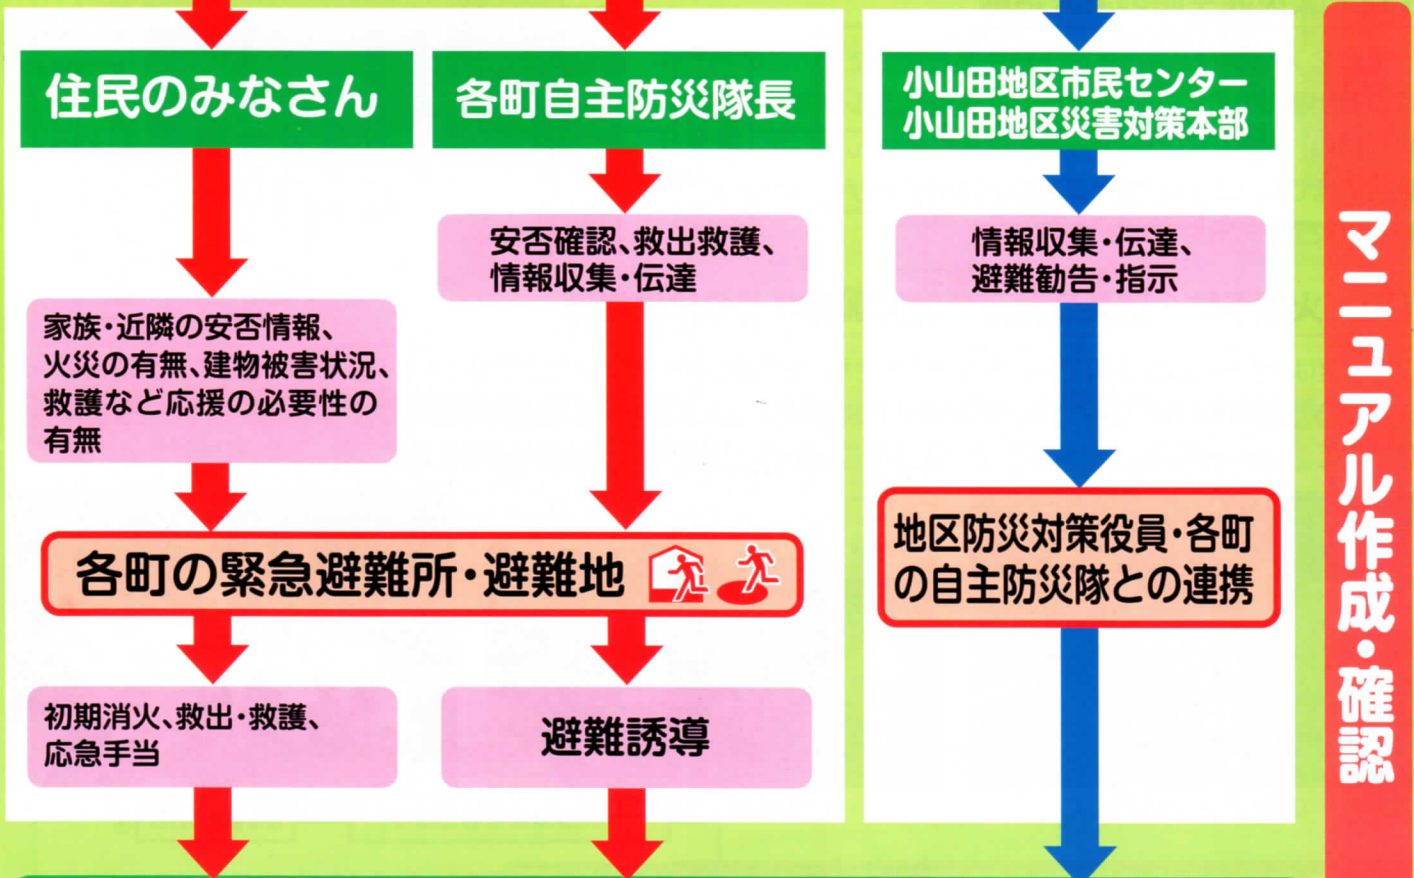 住民のみなさん
各町自主防災隊長
小山田地区市民センター
小山田地区災害対策本部
安否確認、救出救護、
情報収集・伝達
情報収集・伝達、
避難勧告・指示
家族・近隣の安否情報、
火災の有無、建物被害状況、
救護など応援の必要性の
有無
各町の緊急避難所・避難地
地区防災対策役員・各町
の自主防災隊との連携
初期消火、救出・救護、
応急手当
避難誘導
マニュアル作成・確認